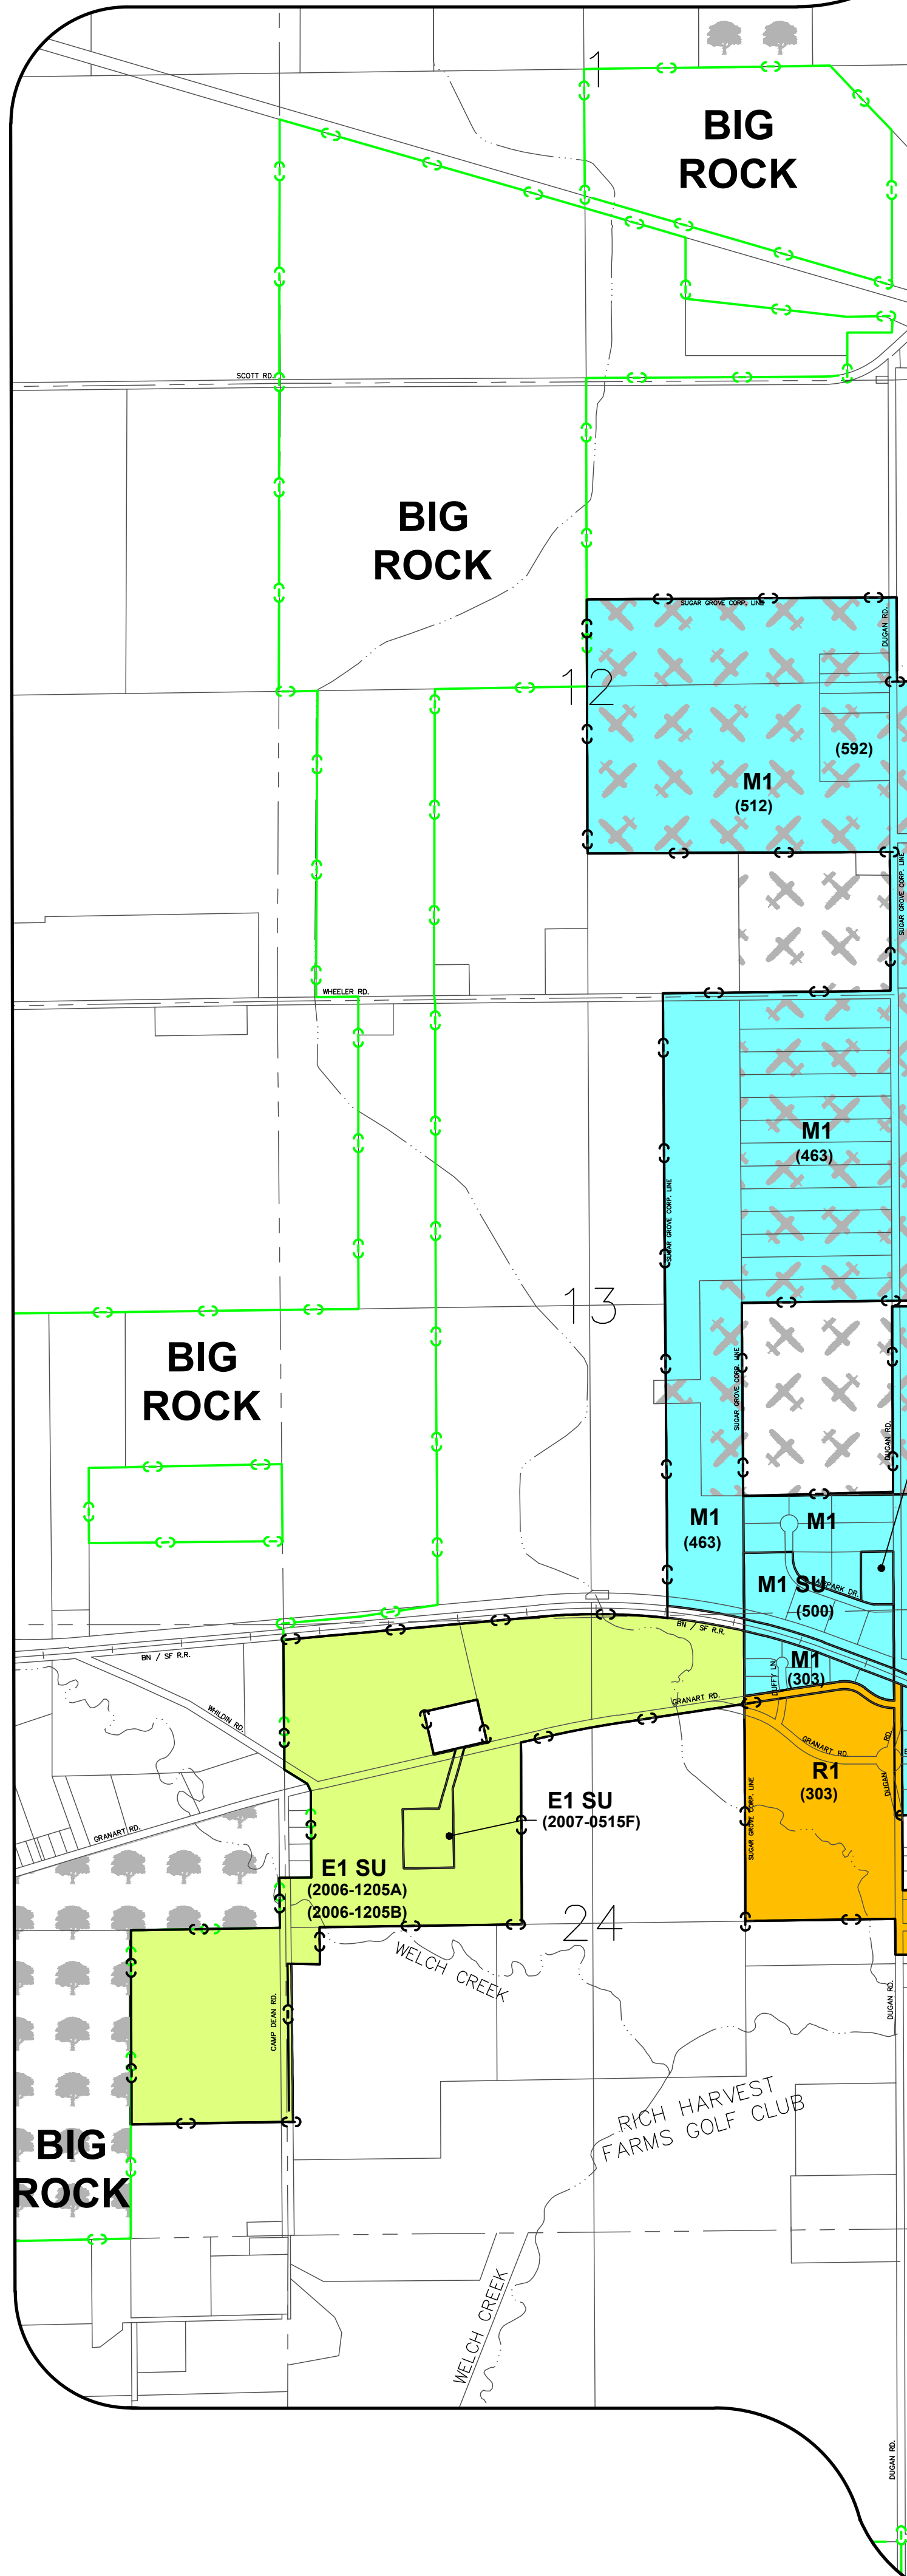 1
BIG
ROCK
SCOTT RD.
BIG
ROCK
SUGAR GROVE CORP. LINE
DUGAN RD.
12
(592)
M1
(512)
SUGAR GROVE CORP. LINE
WHEELER RD.
M1
(463)
SUGAR GROVE CORP. LINE
13
BIG
ROCK
SUGAR GROVE CORP. LINE
DUGAN RD.
M1
(463)
M1
M1 SU
(500)
BN / SF R.R.
BN / SF R.R.
M1
(303)
DUFFY LN.
WHILDIN RD.
GRANART RD.
GRANART RD.
DUGAN RD.
R1
(303)
E1 SU
(2007-0515F)
GRANART RD.
SUGAR GROVE CORP. LINE
E1 SU
(2006-1205A)
(2006-1205B)
24
WELCH CREEK
CAMP DEAN RD.
DUGAN RD.
RICH HARVEST
FARMS GOLF CLUB
BIG
ROCK
WELCH CREEK
DUGAN RD.